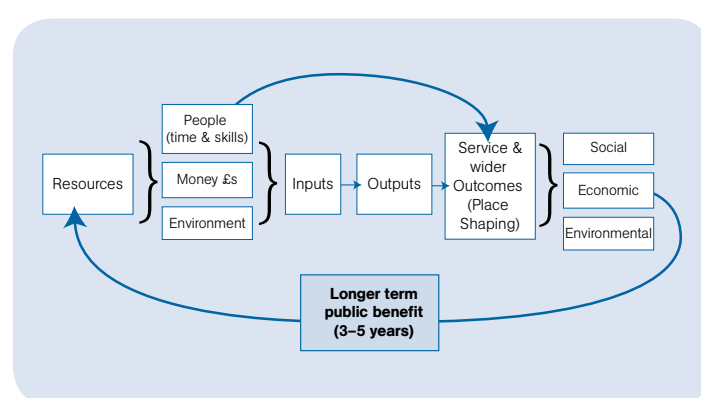 Resources
People
(time & skills)
Money £s
Environment
Inputs
Outputs
Service &
wider
Outcomes
(Place
Shaping)
Social
Economic
Environmental
Longer term
public benefit
(3–5 years)